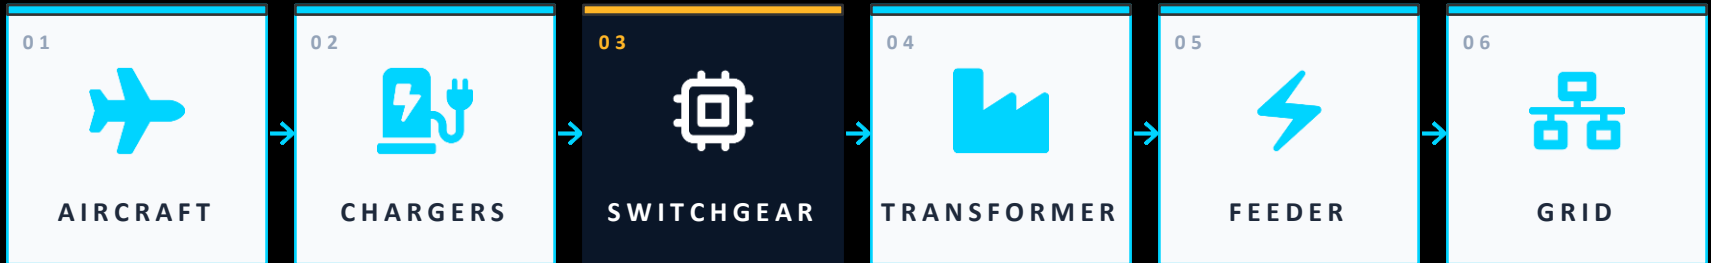 01
AIRCRAFT
02
CHARGERS
03
SWITCHGEAR
04
TRANSFORMER
05
FEEDER
06
GRID